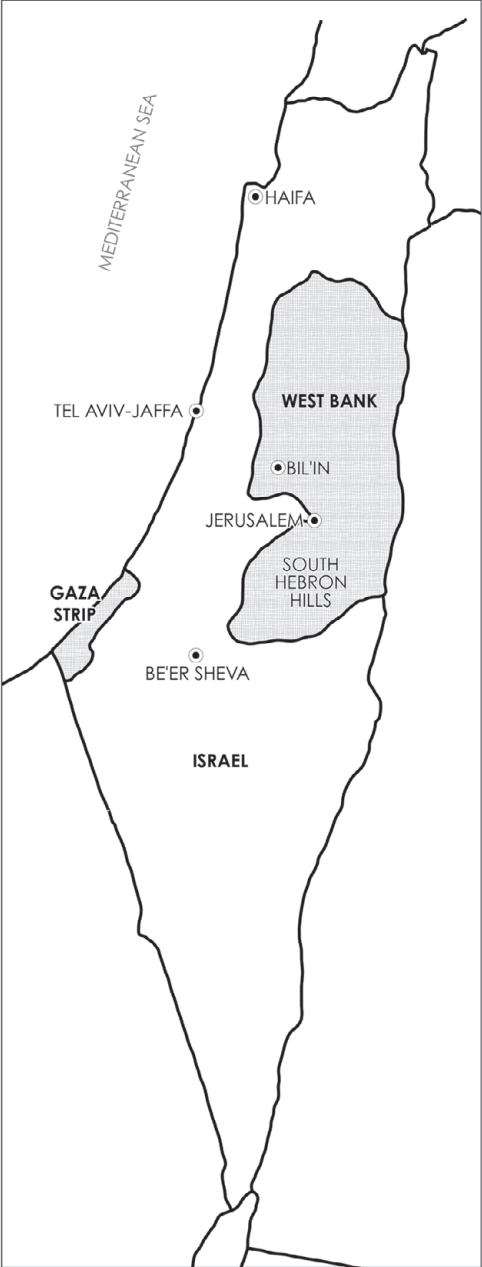 MEDITERRANEAN SEA
HAIFA
WEST BANK
TEL AVIV-JAFFA
BIL'IN
JERUSALEM
SOUTH
HEBRON
HILLS
GAZA
STRIP
BE'ER SHEVA
ISRAEL